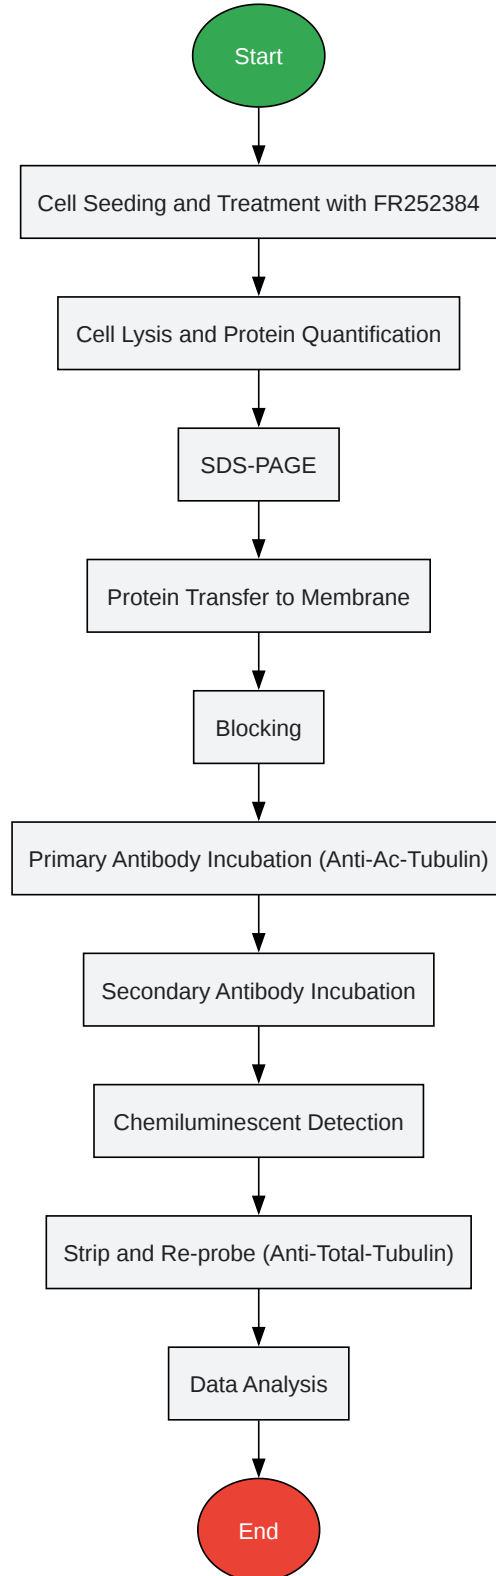 Start
Cell Seeding and Treatment with FR252384
Cell Lysis and Protein Quantification
SDS-PAGE
Protein Transfer to Membrane
Blocking
Primary Antibody Incubation (Anti-Ac-Tubulin)
Secondary Antibody Incubation
Chemiluminescent Detection
Strip and Re-probe (Anti-Total-Tubulin)
Data Analysis
End